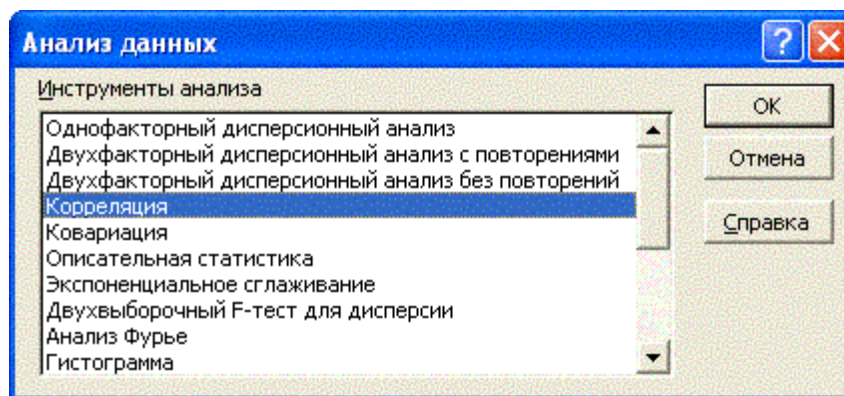 Анализ данных
Инструменты анализа
Однофакторный дисперсионный анализ
Двухфакторный дисперсионный анализ с повторениями
Двухфакторный дисперсионный анализ без повторений
Корреляция
Ковариация
Описательная статистика
Экспоненциальное сглаживание
Двухвыборочный F-тест для дисперсии
Анализ Фурье
Гистограмма
ОК
Отмена
Справка